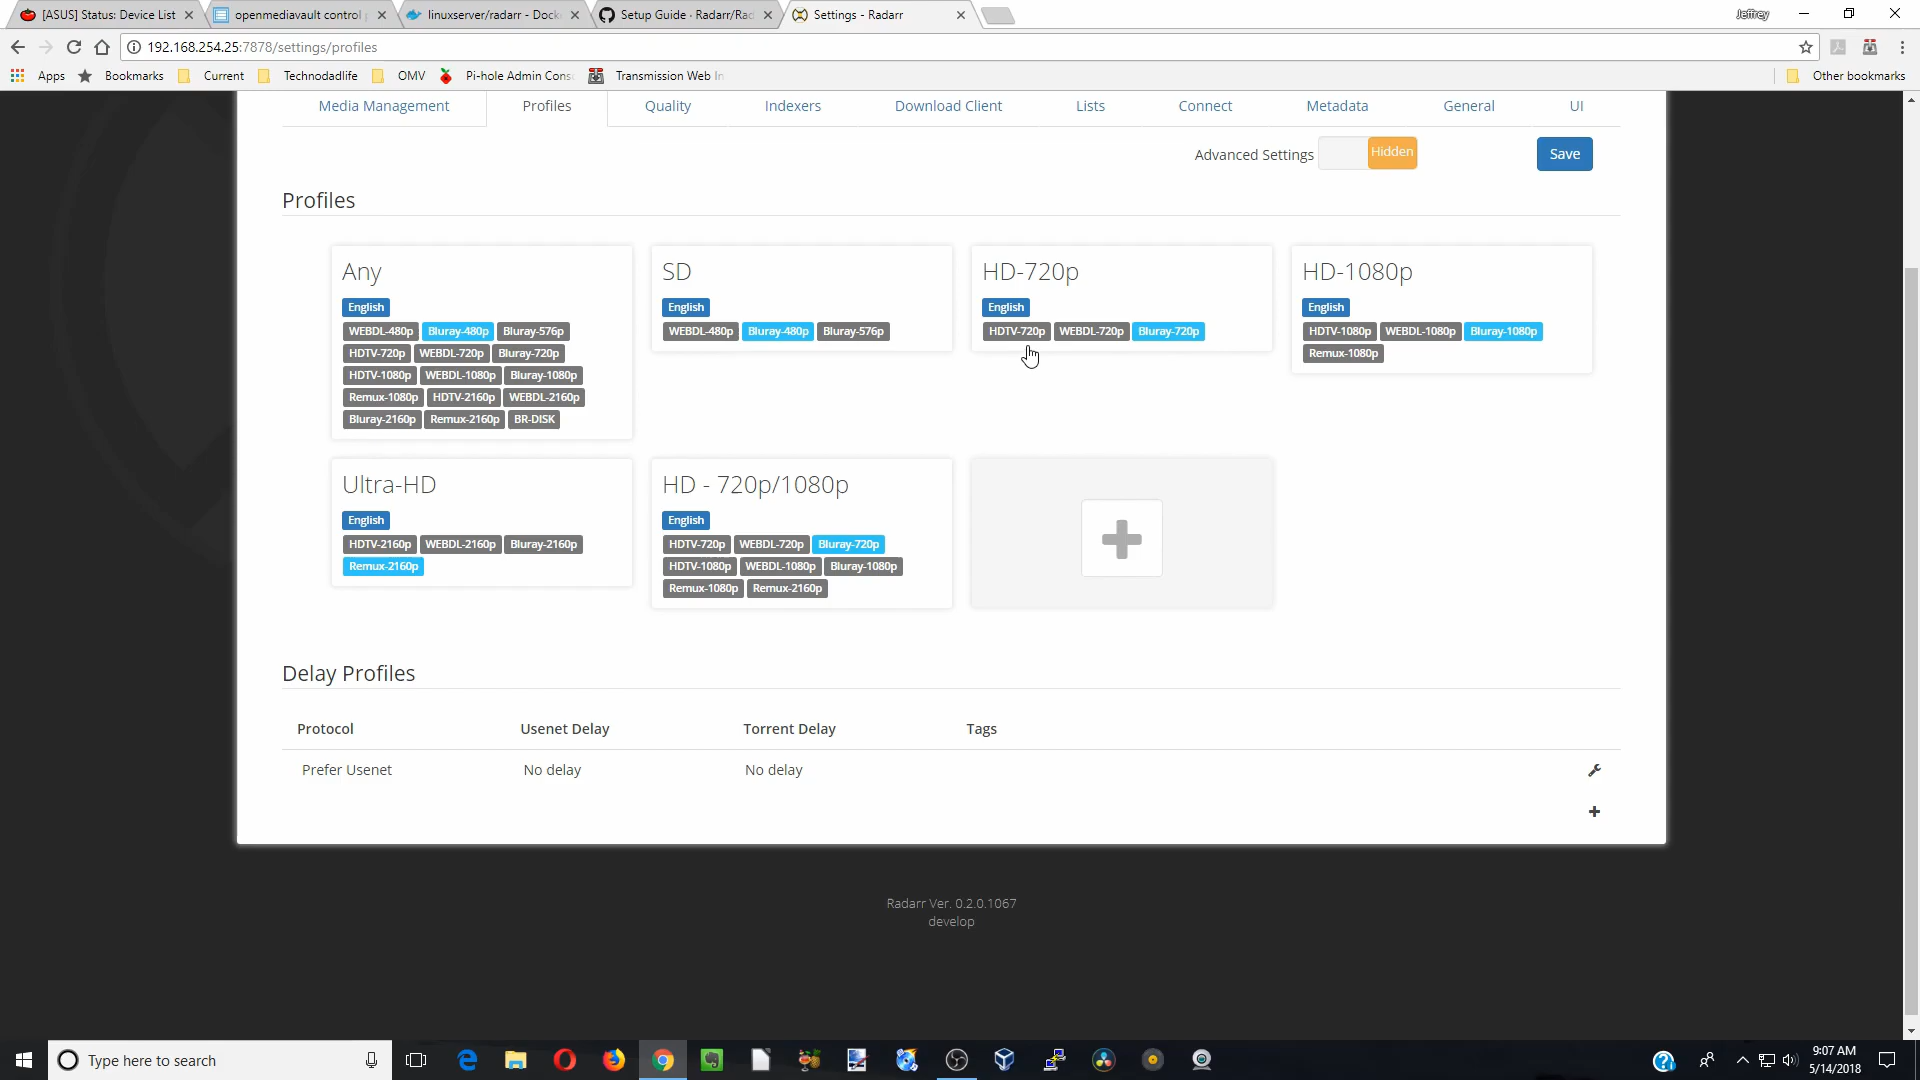 [ASUS] Status: Device List
openmediavault control
linuxserver/radarr - Dock
Setup Guide · Radarr/Rad
Settings - Radarr
Jeffrey
192.168.254.25:7878/settings/profiles
Apps
Bookmarks
Current
Technodadlife
OMV
Pi-hole Admin Cons
Transmission Web In
Other bookmarks
Media Management
Profiles
Quality
Indexers
Download Client
Lists
Connect
Metadata
General
UI
Advanced Settings
Hidden
Save
Profiles
Any
English
WEBDL-480p Bluray-480p Bluray-576p
HDTV-720p WEBDL-720p Bluray-720p
HDTV-1080p WEBDL-1080p Bluray-1080p
Remux-1080p HDTV-2160p WEBDL-2160p
Bluray-2160p Remux-2160p BR-DISK
SD
English
WEBDL-480p Bluray-480p Bluray-576p
HD-720p
English
HDTV-720p WEBDL-720p Bluray-720p
HD-1080p
English
HDTV-1080p WEBDL-1080p Bluray-1080p
Remux-1080p
Ultra-HD
English
HDTV-2160p WEBDL-2160p Bluray-2160p
Remux-2160p
HD - 720p/1080p
English
HDTV-720p WEBDL-720p Bluray-720p
HDTV-1080p WEBDL-1080p Bluray-1080p
Remux-1080p Remux-2160p
Delay Profiles
Protocol Usenet Delay Torrent Delay Tags
Prefer Usenet No delay No delay
Radarr Ver. 0.2.0.1067
develop
Type here to search
9:07 AM
5/14/2018